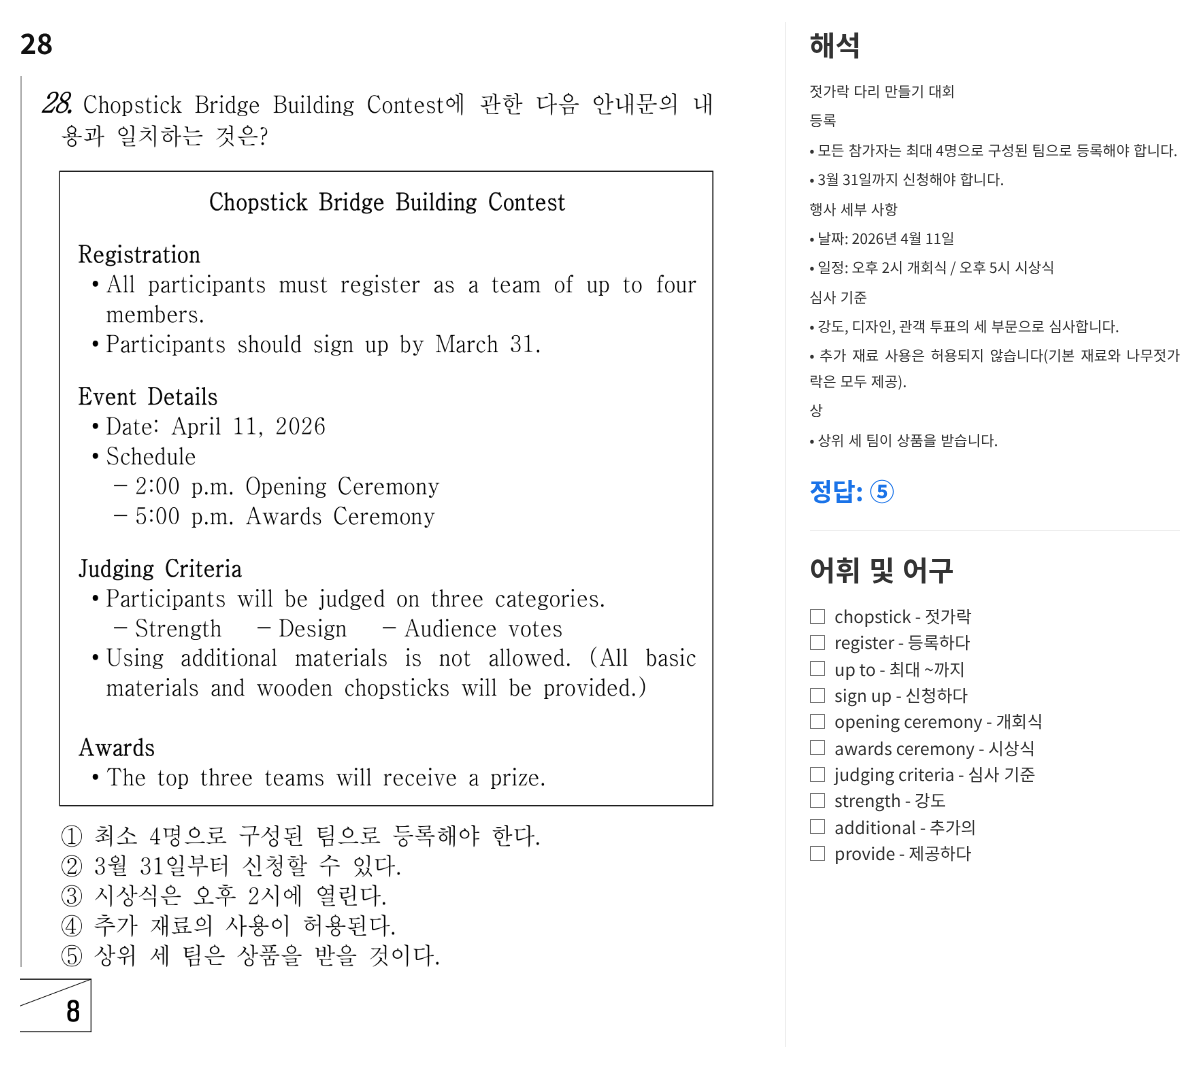 28
28. Chopstick Bridge Building Contest에 관한 다음 안내문의 내
용과 일치하는 것은?
Chopstick Bridge Building Contest
Registration
• All participants must register as a team of up to four
members.
• Participants should sign up by March 31.
Event Details
• Date: April 11, 2026
• Schedule
– 2:00 p.m. Opening Ceremony
– 5:00 p.m. Awards Ceremony
Judging Criteria
• Participants will be judged on three categories.
– Strength – Design – Audience votes
• Using additional materials is not allowed. (All basic
materials and wooden chopsticks will be provided.)
Awards
• The top three teams will receive a prize.
① 최소 4명으로 구성된 팀으로 등록해야 한다.
② 3월 31일부터 신청할 수 있다.
③ 시상식은 오후 2시에 열린다.
④ 추가 재료의 사용이 허용된다.
⑤ 상위 세 팀은 상품을 받을 것이다.
8
해석
젓가락 다리 만들기 대회
등록
• 모든 참가자는 최대 4명으로 구성된 팀으로 등록해야 합니다.
• 3월 31일까지 신청해야 합니다.
행사 세부 사항
• 날짜: 2026년 4월 11일
• 일정: 오후 2시 개회식 / 오후 5시 시상식
심사 기준
• 강도, 디자인, 관객 투표의 세 부문으로 심사합니다.
• 추가 재료 사용은 허용되지 않습니다(기본 재료와 나무젓가
락은 모두 제공).
상
• 상위 세 팀이 상품을 받습니다.
정답: ⑤
어휘 및 어구
□ chopstick - 젓가락
□ register - 등록하다
□ up to - 최대 ~까지
□ sign up - 신청하다
□ opening ceremony - 개회식
□ awards ceremony - 시상식
□ judging criteria - 심사 기준
□ strength - 강도
□ additional - 추가의
□ provide - 제공하다